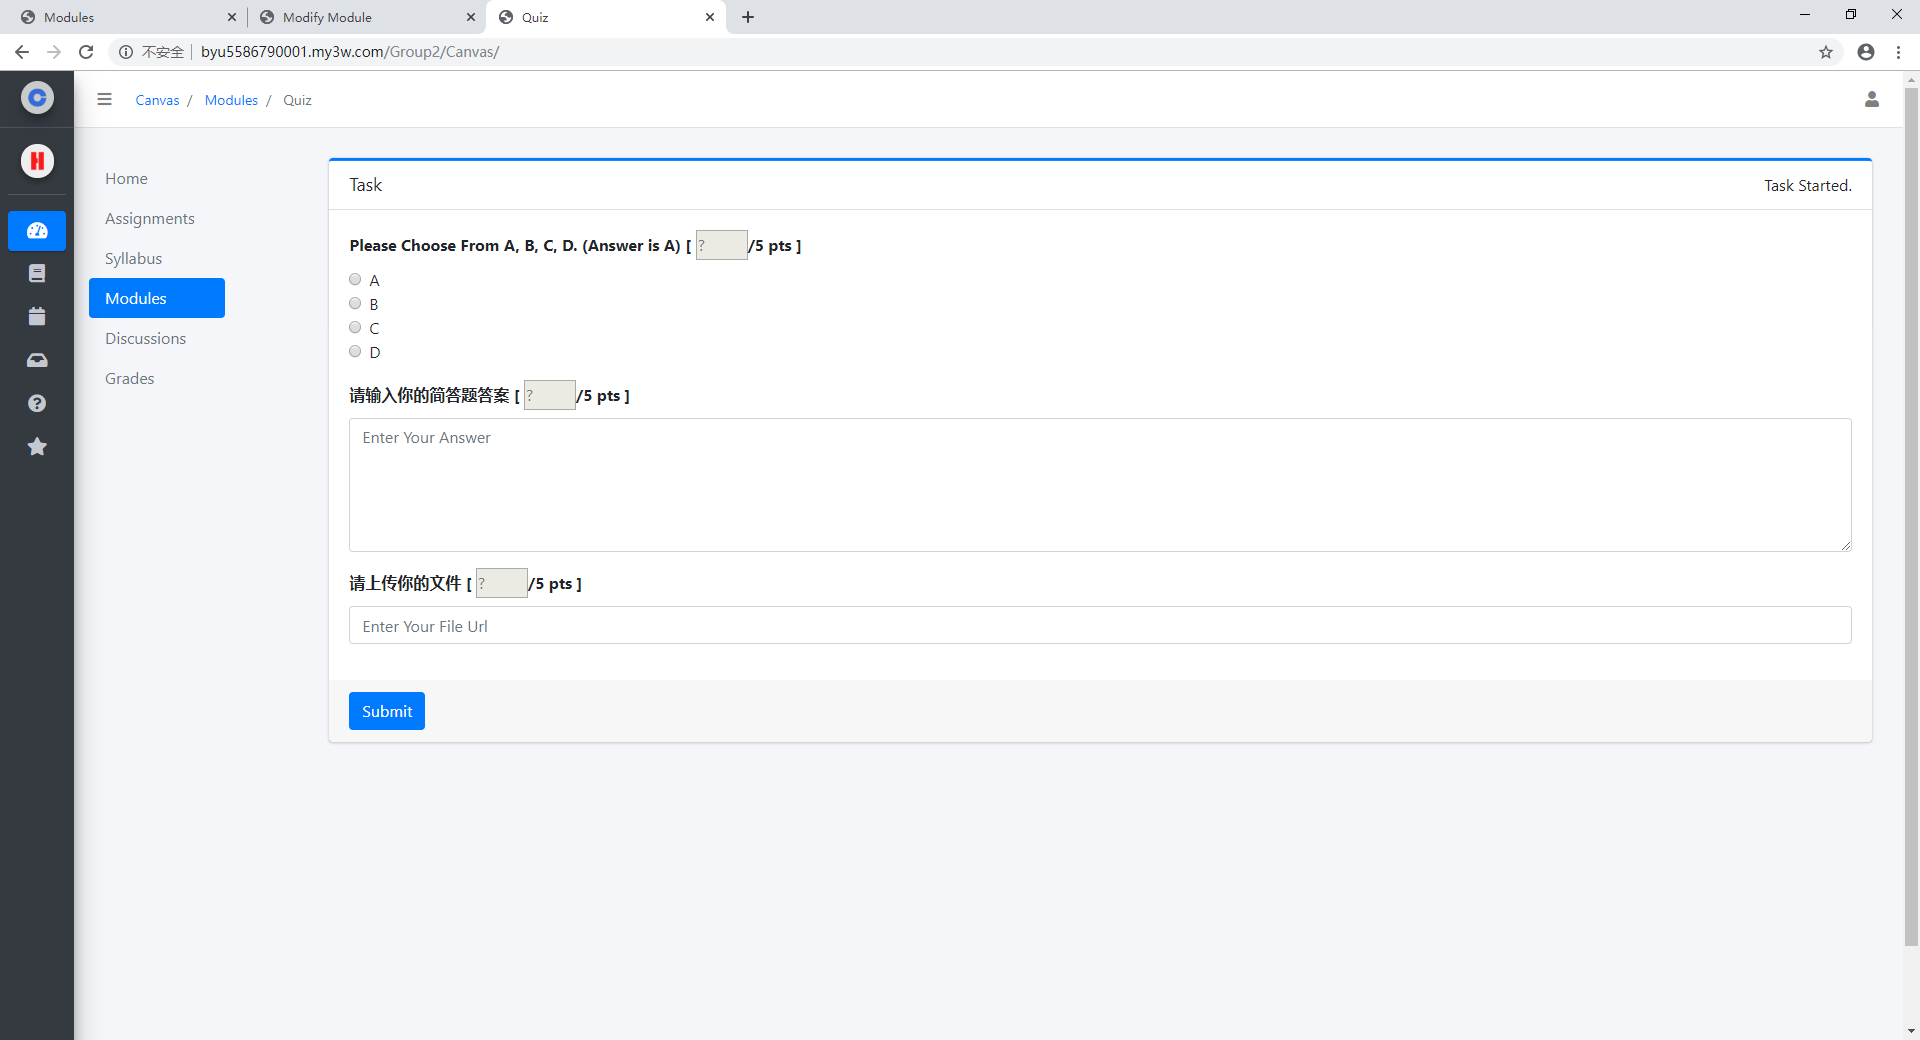 Modules
Modify Module
Quiz
不安全 byu5586790001.my3w.com/Group2/Canvas/
Canvas / Modules / Quiz
Home
Assignments
Syllabus
Modules
Discussions
Grades
Task
Task Started.
Please Choose From A, B, C, D. (Answer is A) [ ? /5 pts ]
A
B
C
D
请输入你的简答题答案 [ ? /5 pts ]
Enter Your Answer
请上传你的文件 [ ? /5 pts ]
Enter Your File Url
Submit